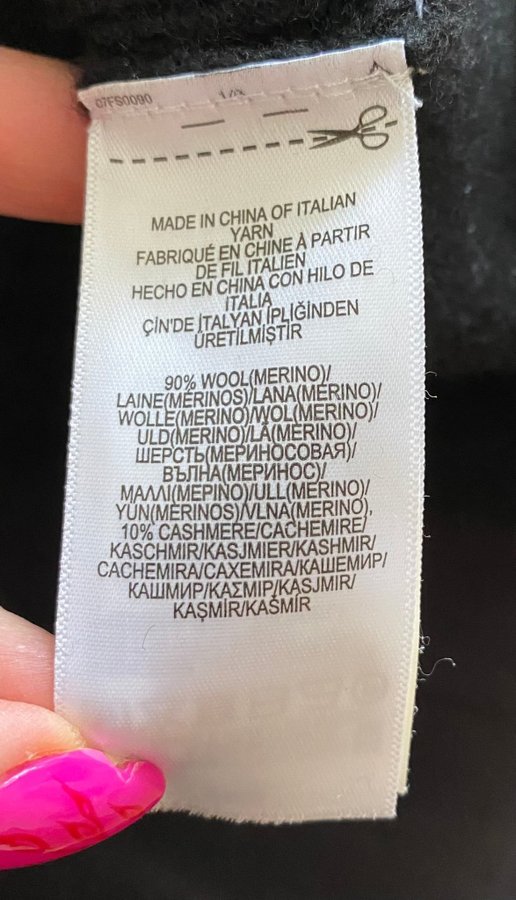 07FS0090
MADE IN CHINA OF ITALIAN
YARN
FABRIQUÉ EN CHINE À PARTIR
DE FIL ITALIEN
HECHO EN CHINA CON HILO DE
ITALIA
ÇİN'DE İTALYAN İPLİĞİNDEN
ÜRETİLMİŞTİR
90% WOOL(MERINO)/
LAINE(MÉRINOS)/LANA(MERINO)/
WOLLE(MERINO)/WOL(MERINO)/
ULD(MERINO)/LÃ(MERINO)/
ШЕРСТЬ(МЕРИНОСОВАЯ)/
ВЪЛНА(МЕРИНОС)/
ΜΑΛΛΙ(ΜΕΡΙΝΟ)/ULL(MERINO)/
YÜN(MERİNOS)/VLNA(MERINO),
10% CASHMERE/CACHEMIRE/
KASCHMIR/KASJMIER/KASHMIR/
CACHEMIRA/CAXEMIRA/КАШЕМИР/
КАШМИР/ΚΑΣΜΙΡ/KASJMIR/
KAŞMİR/KAŠMÍR